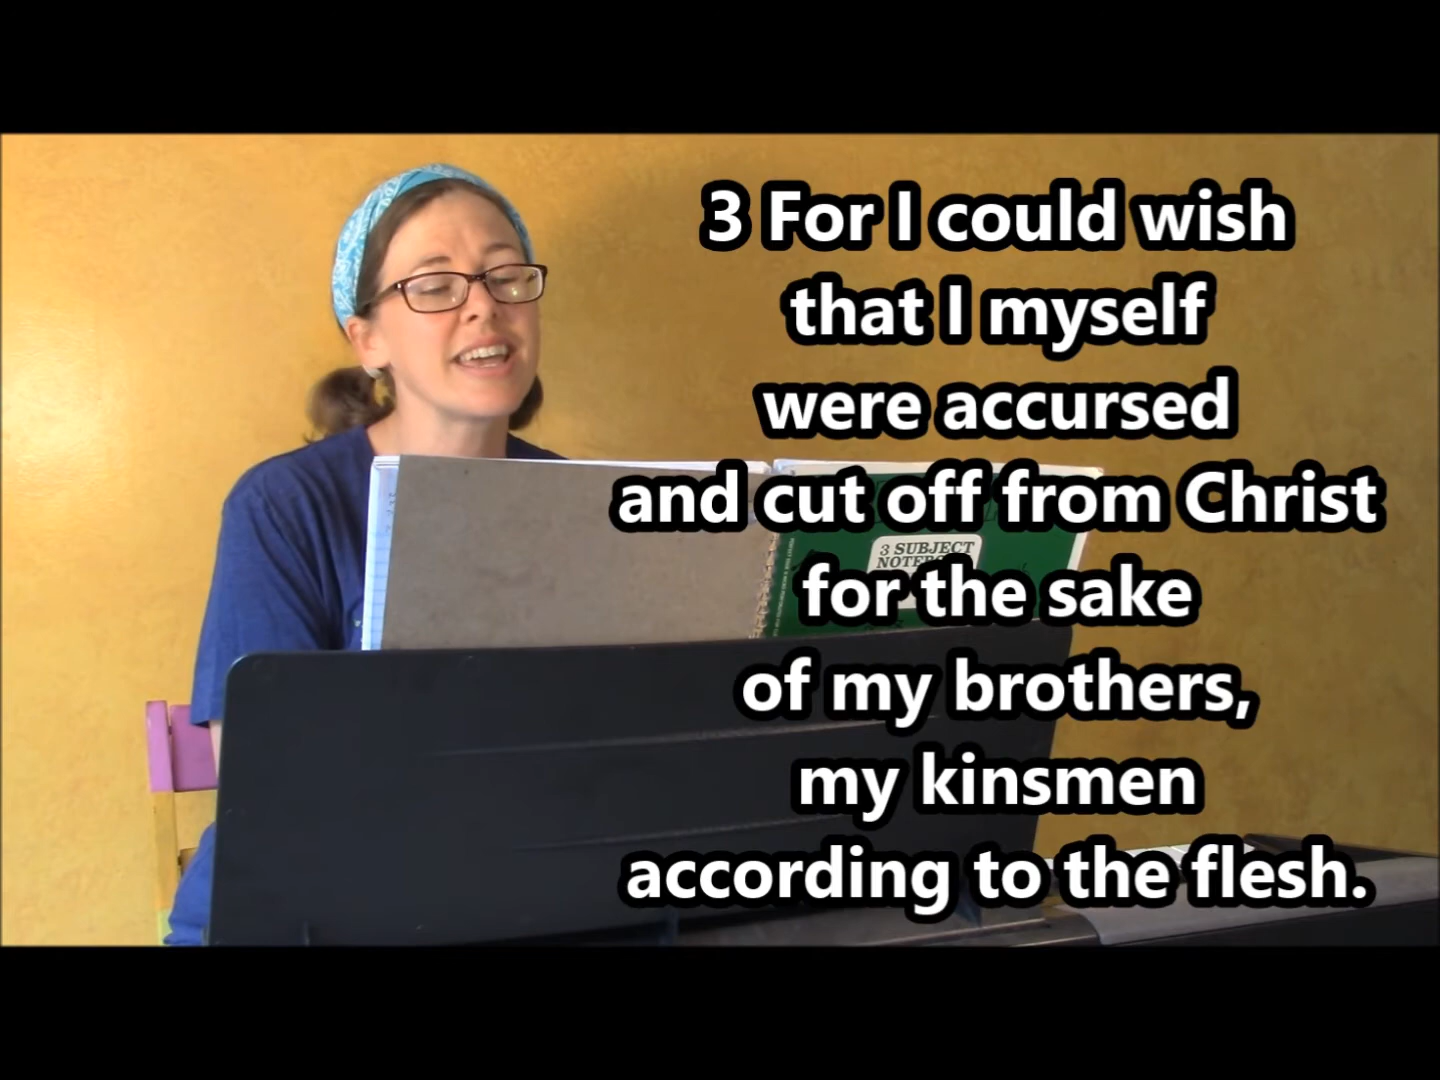 3 For I could wish
that I myself
were accursed
and cut off from Christ
for the sake
of my brothers,
my kinsmen
according to the flesh.
3 SUBJECT